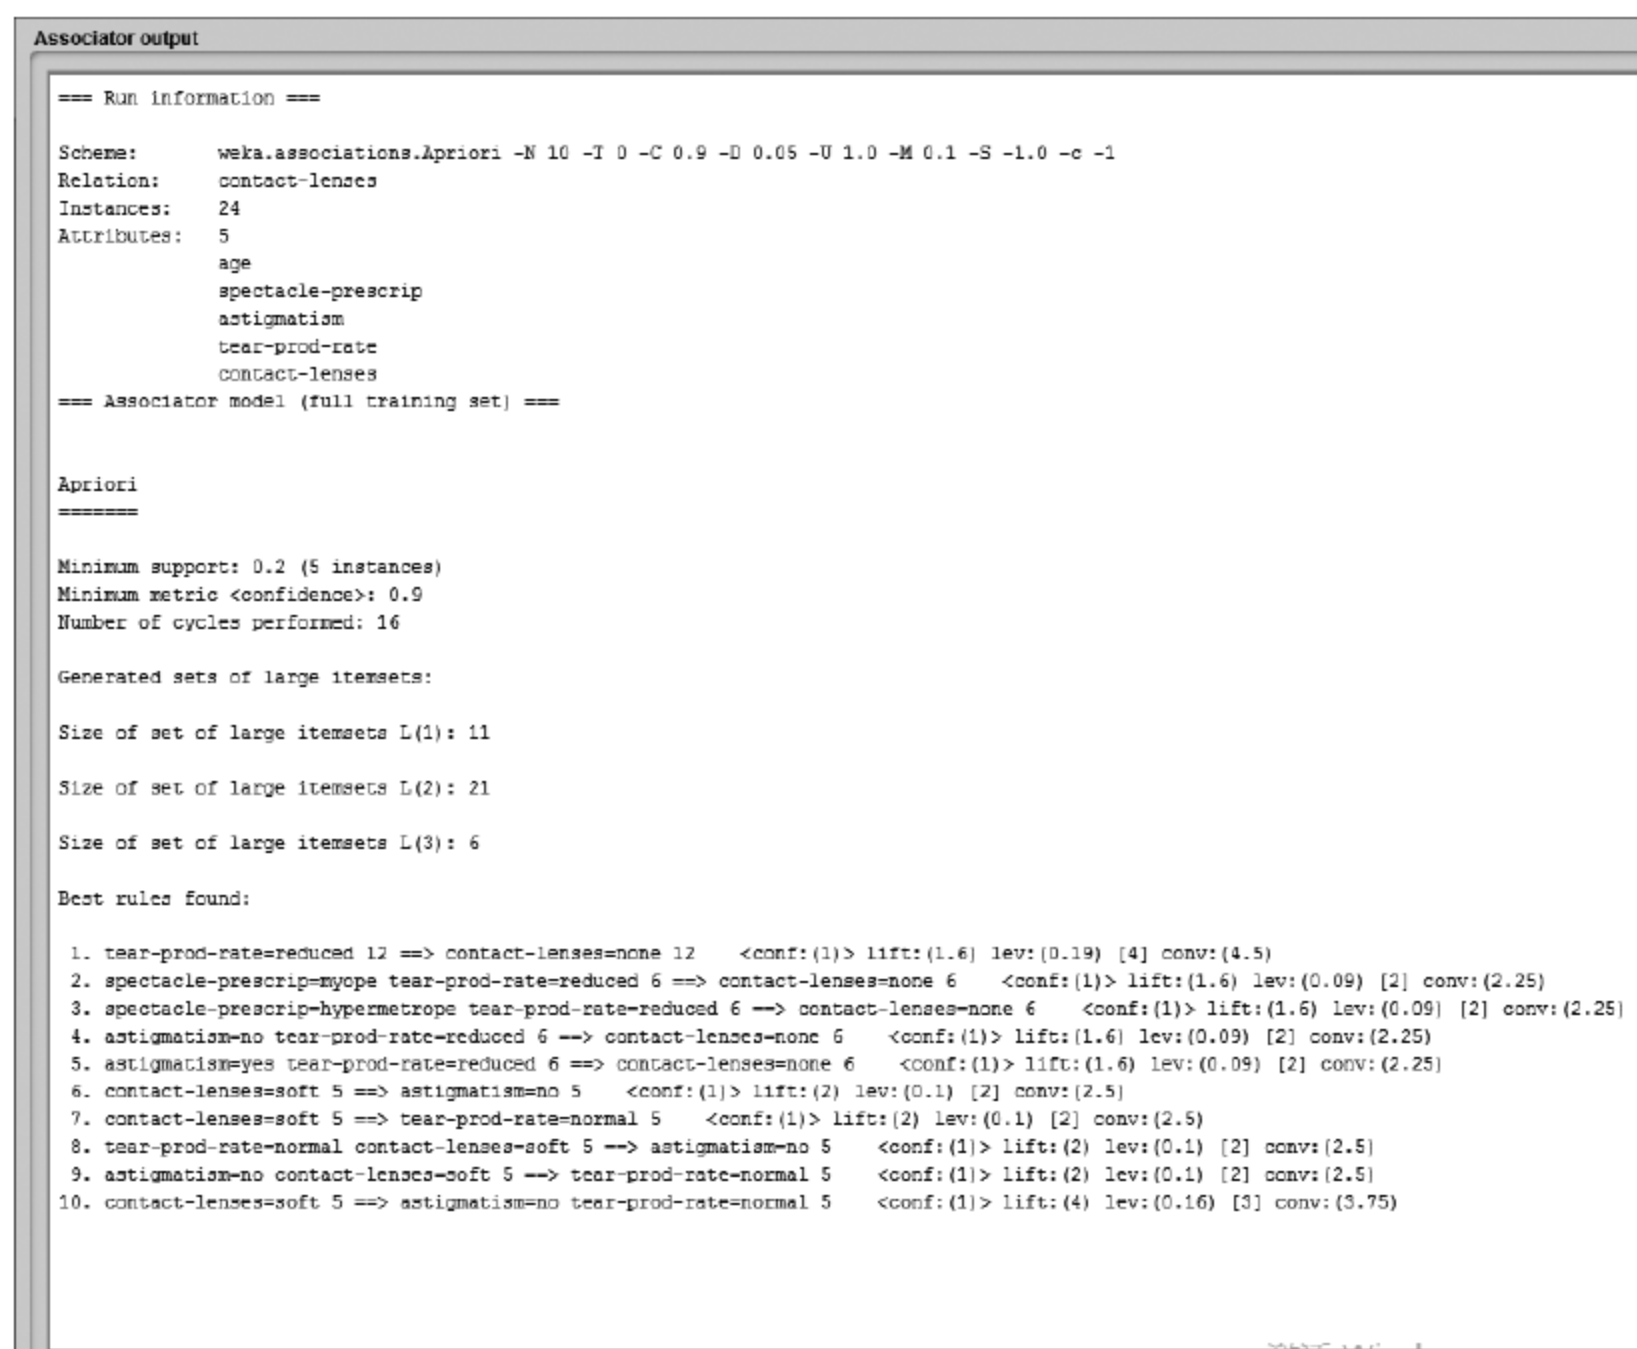 Associator output
=== Run information ===
Scheme: weka.associations.Apriori -N 10 -T 0 -C 0.9 -D 0.05 -U 1.0 -M 0.1 -S -1.0 -c -1
Relation: contact-lenses
Instances: 24
Attributes: 5
age
spectacle-prescrip
astigmatism
tear-prod-rate
contact-lenses
=== Associator model (full training set) ===
Apriori
=======
Minimum support: 0.2 (5 instances)
Minimum metric <confidence>: 0.9
Number of cycles performed: 16
Generated sets of large itemsets:
Size of set of large itemsets L(1): 11
Size of set of large itemsets L(2): 21
Size of set of large itemsets L(3): 6
Best rules found:
1. tear-prod-rate=reduced 12 ==> contact-lenses=none 12 <conf:(1)> lift:(1.6) lev:(0.19) [4] conv:(4.5)
2. spectacle-prescrip=myope tear-prod-rate=reduced 6 ==> contact-lenses=none 6 <conf:(1)> lift:(1.6) lev:(0.09) [2] conv:(2.25)
3. spectacle-prescrip=hypermetrope tear-prod-rate=reduced 6 ==> contact-lenses=none 6 <conf:(1)> lift:(1.6) lev:(0.09) [2] conv:(2.25)
4. astigmatism=no tear-prod-rate=reduced 6 ==> contact-lenses=none 6 <conf:(1)> lift:(1.6) lev:(0.09) [2] conv:(2.25)
5. astigmatism=yes tear-prod-rate=reduced 6 ==> contact-lenses=none 6 <conf:(1)> lift:(1.6) lev:(0.09) [2] conv:(2.25)
6. contact-lenses=soft 5 ==> astigmatism=no 5 <conf:(1)> lift:(2) lev:(0.1) [2] conv:(2.5)
7. contact-lenses=soft 5 ==> tear-prod-rate=normal 5 <conf:(1)> lift:(2) lev:(0.1) [2] conv:(2.5)
8. tear-prod-rate=normal contact-lenses=soft 5 ==> astigmatism=no 5 <conf:(1)> lift:(2) lev:(0.1) [2] conv:(2.5)
9. astigmatism=no contact-lenses=soft 5 ==> tear-prod-rate=normal 5 <conf:(1)> lift:(2) lev:(0.1) [2] conv:(2.5)
10. contact-lenses=soft 5 ==> astigmatism=no tear-prod-rate=normal 5 <conf:(1)> lift:(4) lev:(0.16) [3] conv:(3.75)